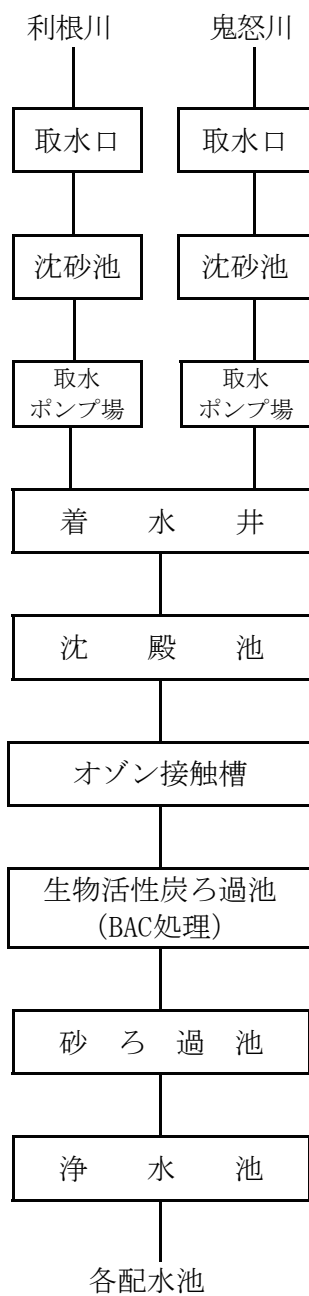 利根川 鬼怒川
取水口 取水口
沈砂池 沈砂池
取水 取水
ポンプ場 ポンプ場
着水井
沈殿池
オゾン接触槽
生物活性炭ろ過池
(BAC処理)
砂ろ過池
浄水池
各配水池